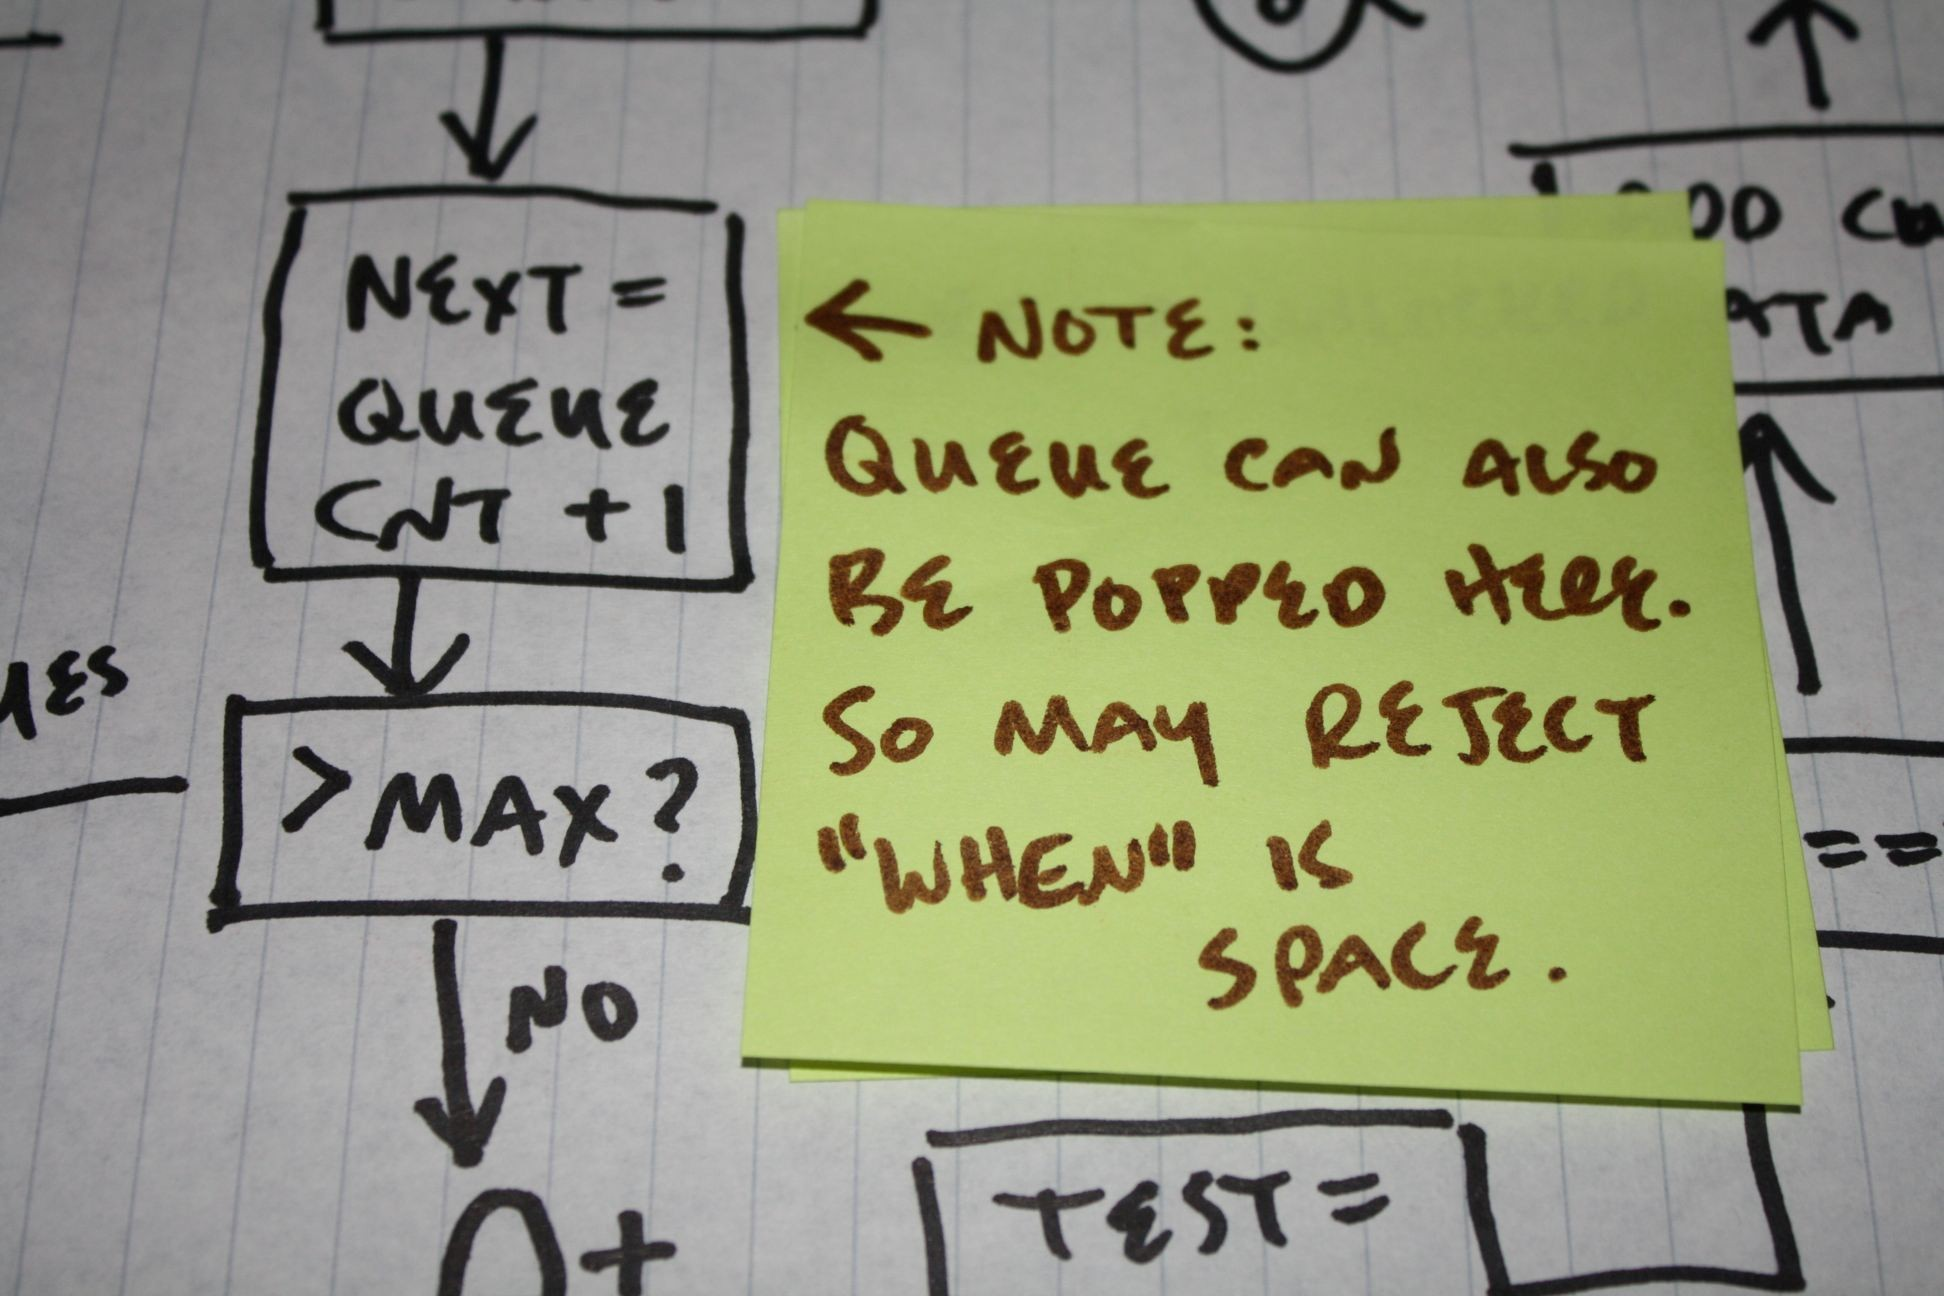 NEXT =
QUEUE
CNT + 1
> MAX ?
YES
NO
← NOTE:
QUEUE CAN ALSO
BE POPPED HERE.
SO MAY REJECT
"WHEN" IS
SPACE.
TEST =
==